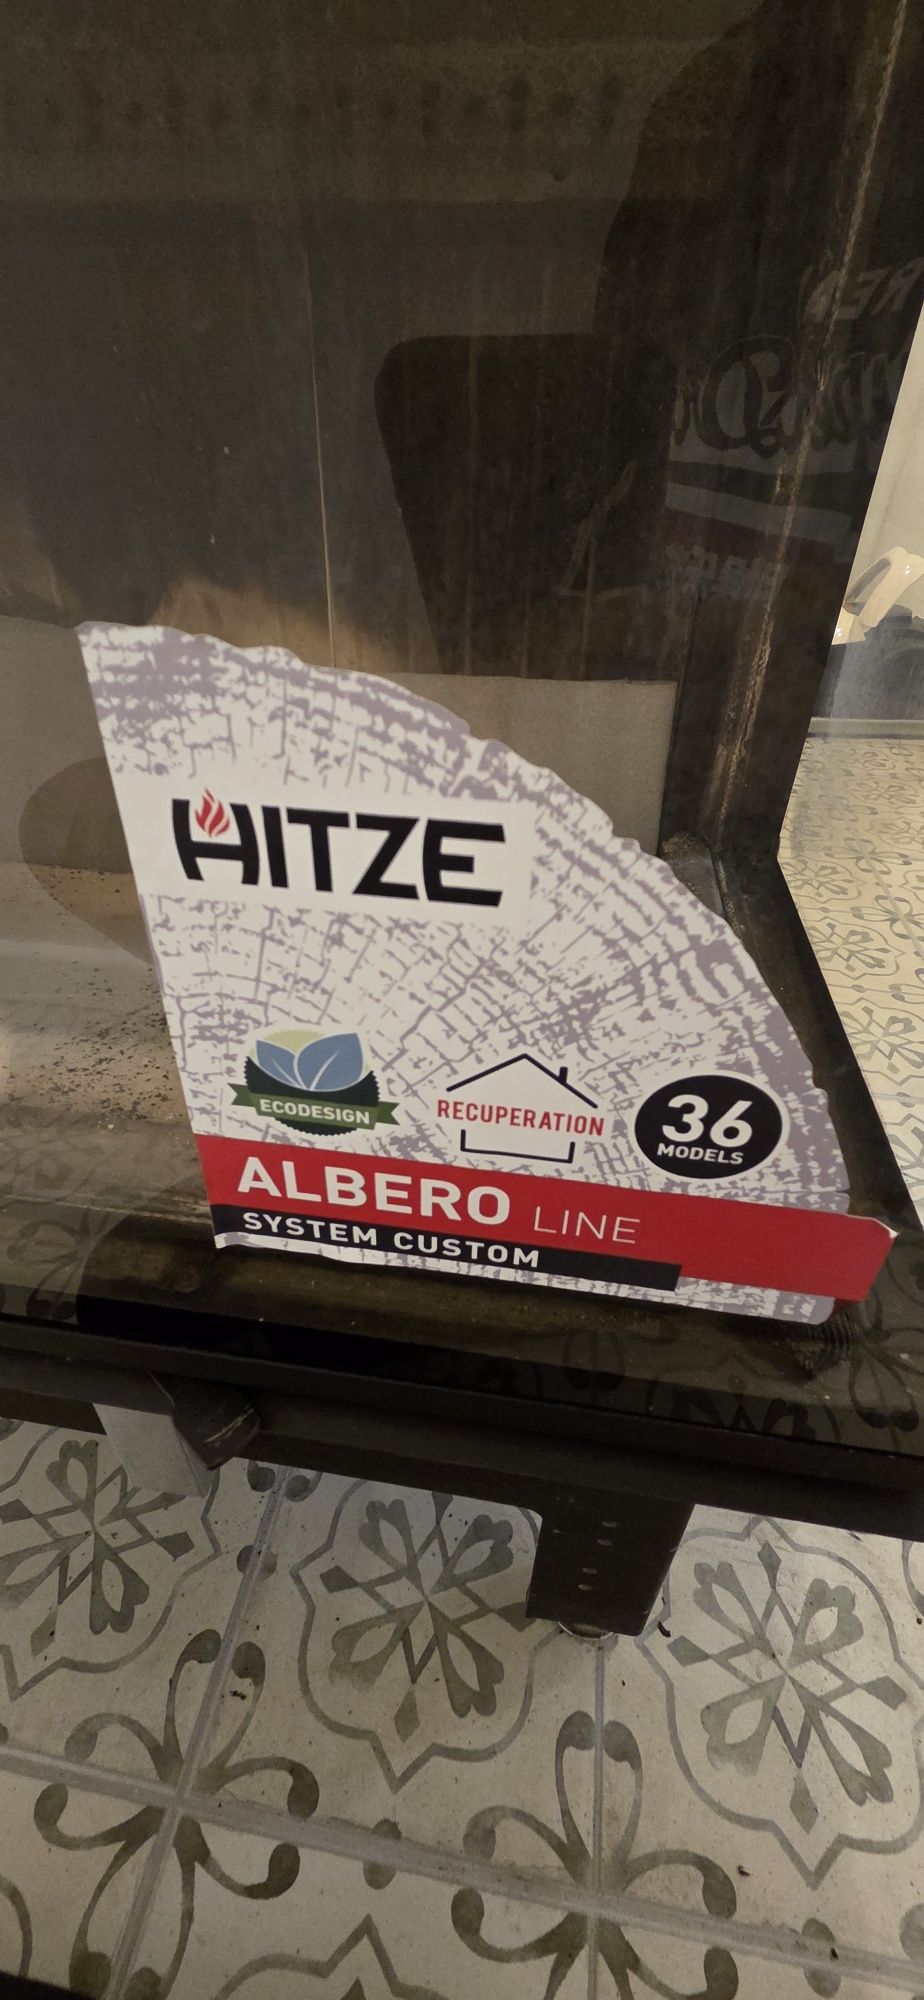 HITZE
ECODESIGN
RECUPERATION
36
MODELS
ALBERO LINE
SYSTEM CUSTOM